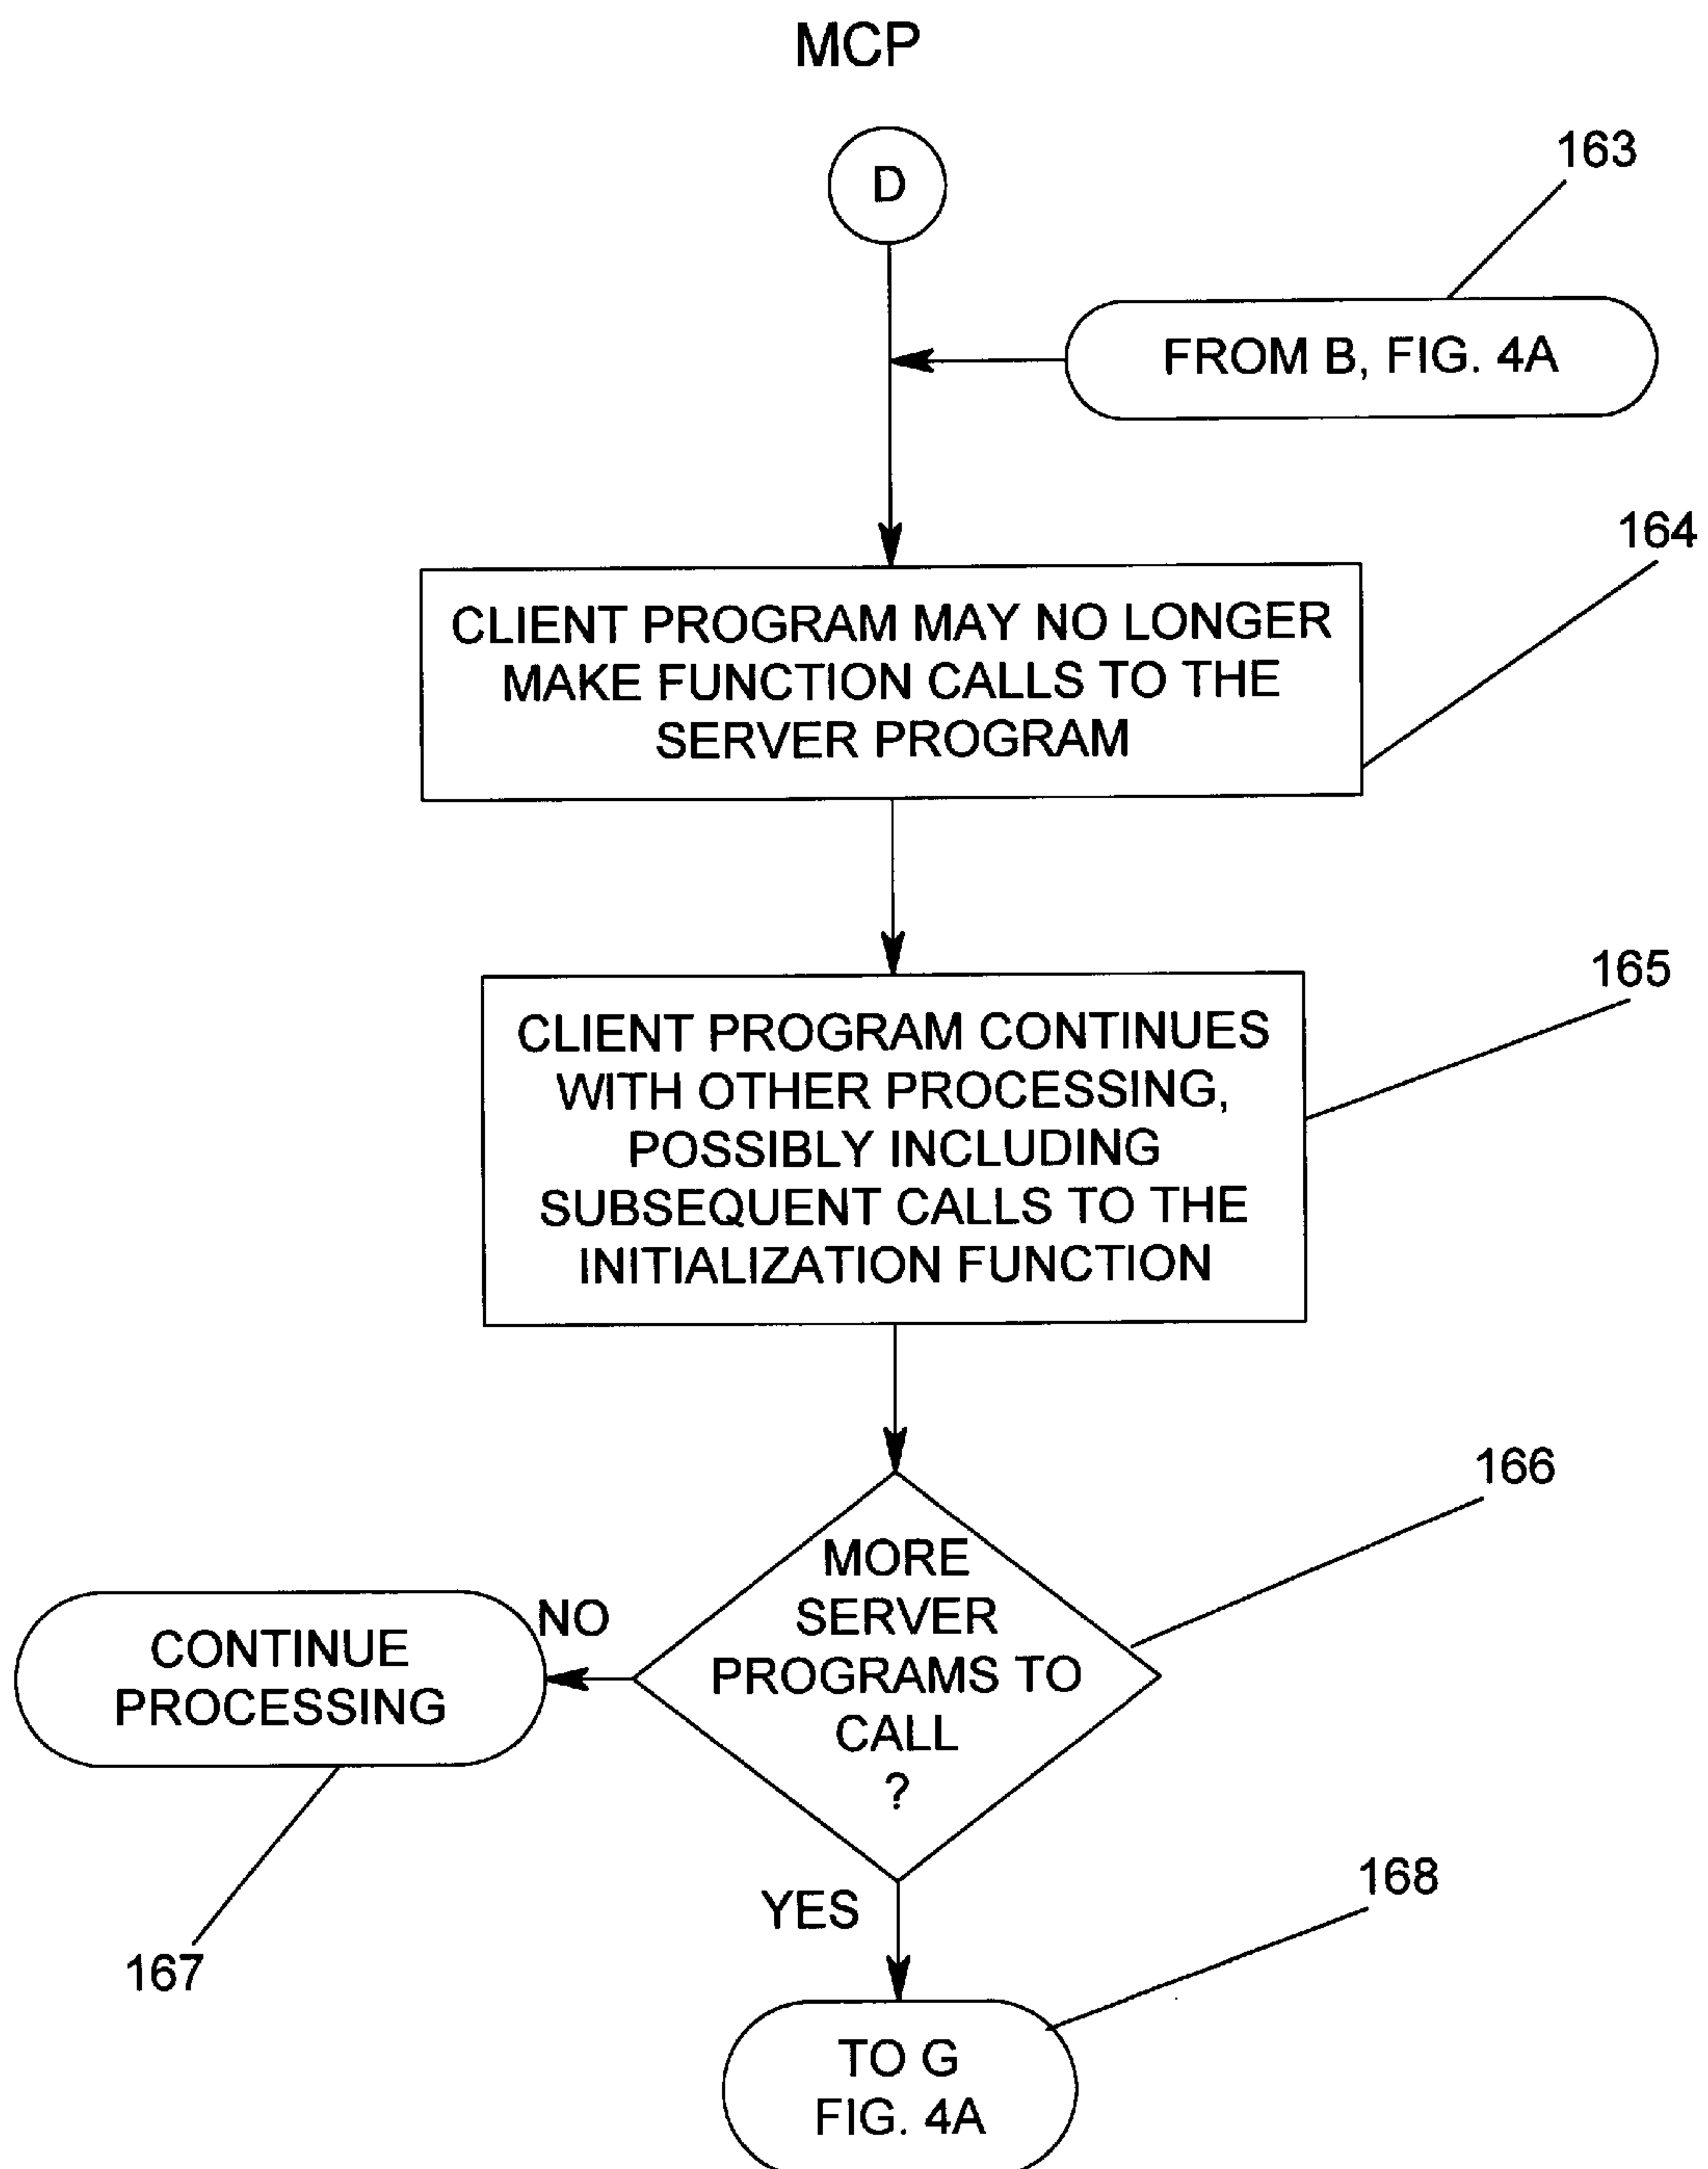 MCP
D
163
FROM B, FIG. 4A
164
CLIENT PROGRAM MAY NO LONGER
MAKE FUNCTION CALLS TO THE
SERVER PROGRAM
165
CLIENT PROGRAM CONTINUES
WITH OTHER PROCESSING,
POSSIBLY INCLUDING
SUBSEQUENT CALLS TO THE
INITIALIZATION FUNCTION
166
MORE
SERVER
PROGRAMS TO
CALL
?
NO
CONTINUE
PROCESSING
167
YES
168
TO G
FIG. 4A